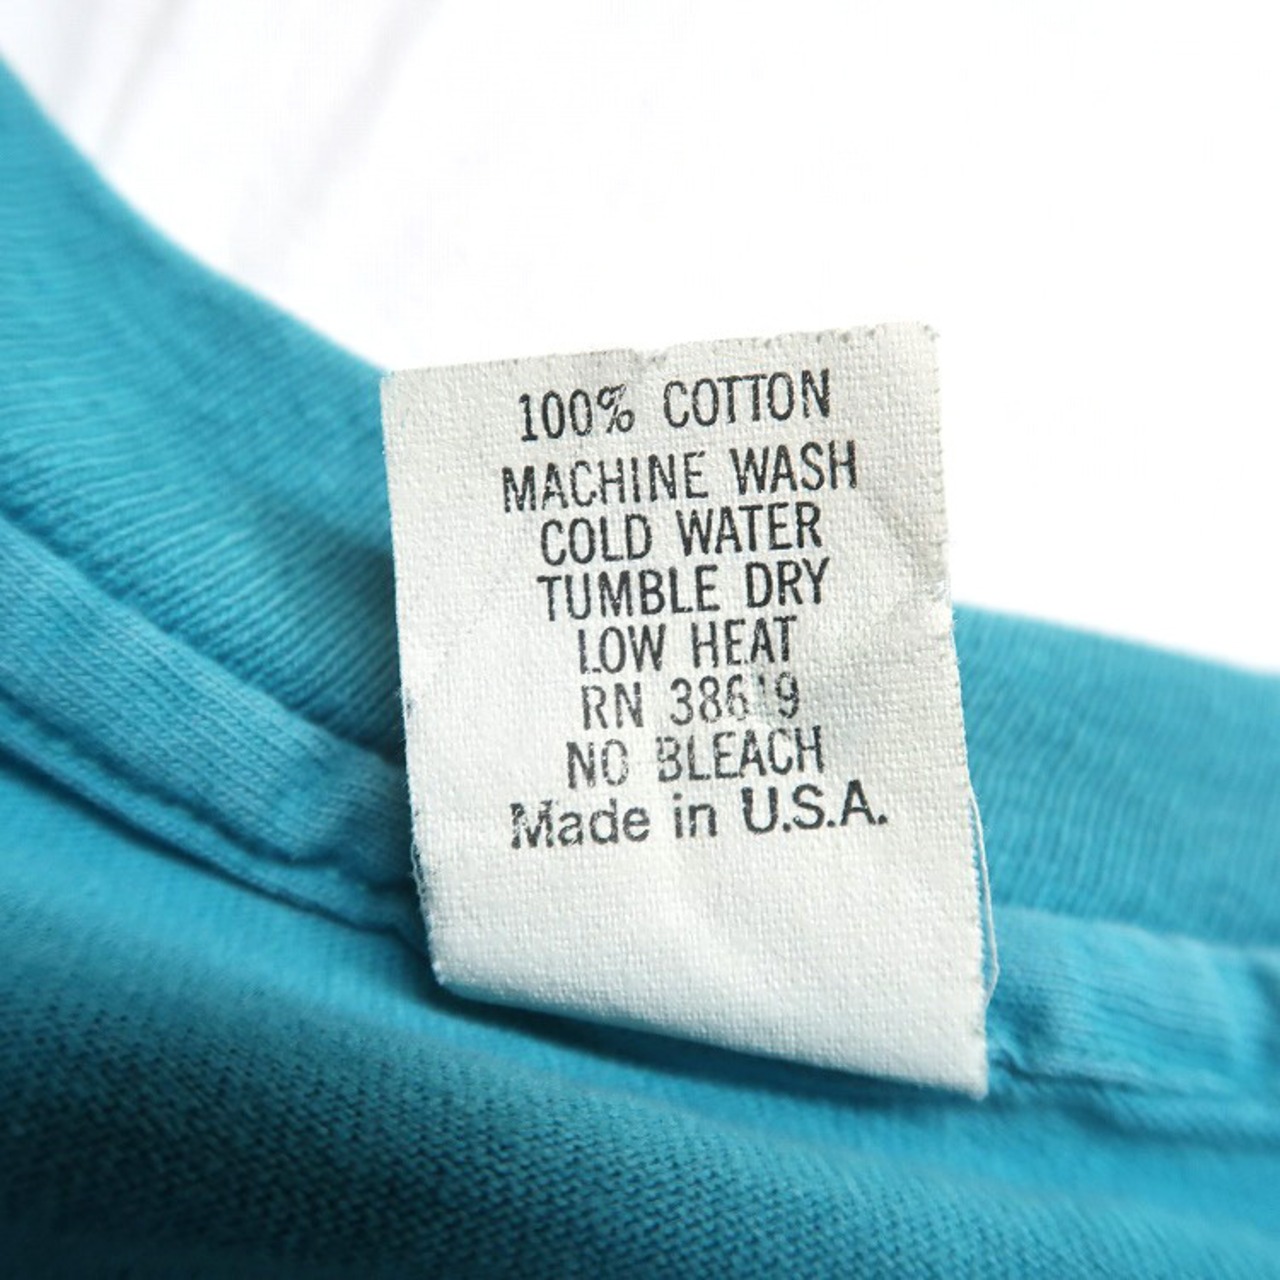 100% COTTON
MACHINE WASH
COLD WATER
TUMBLE DRY
LOW HEAT
RN
NO BLEACH
Made in U.S.A.